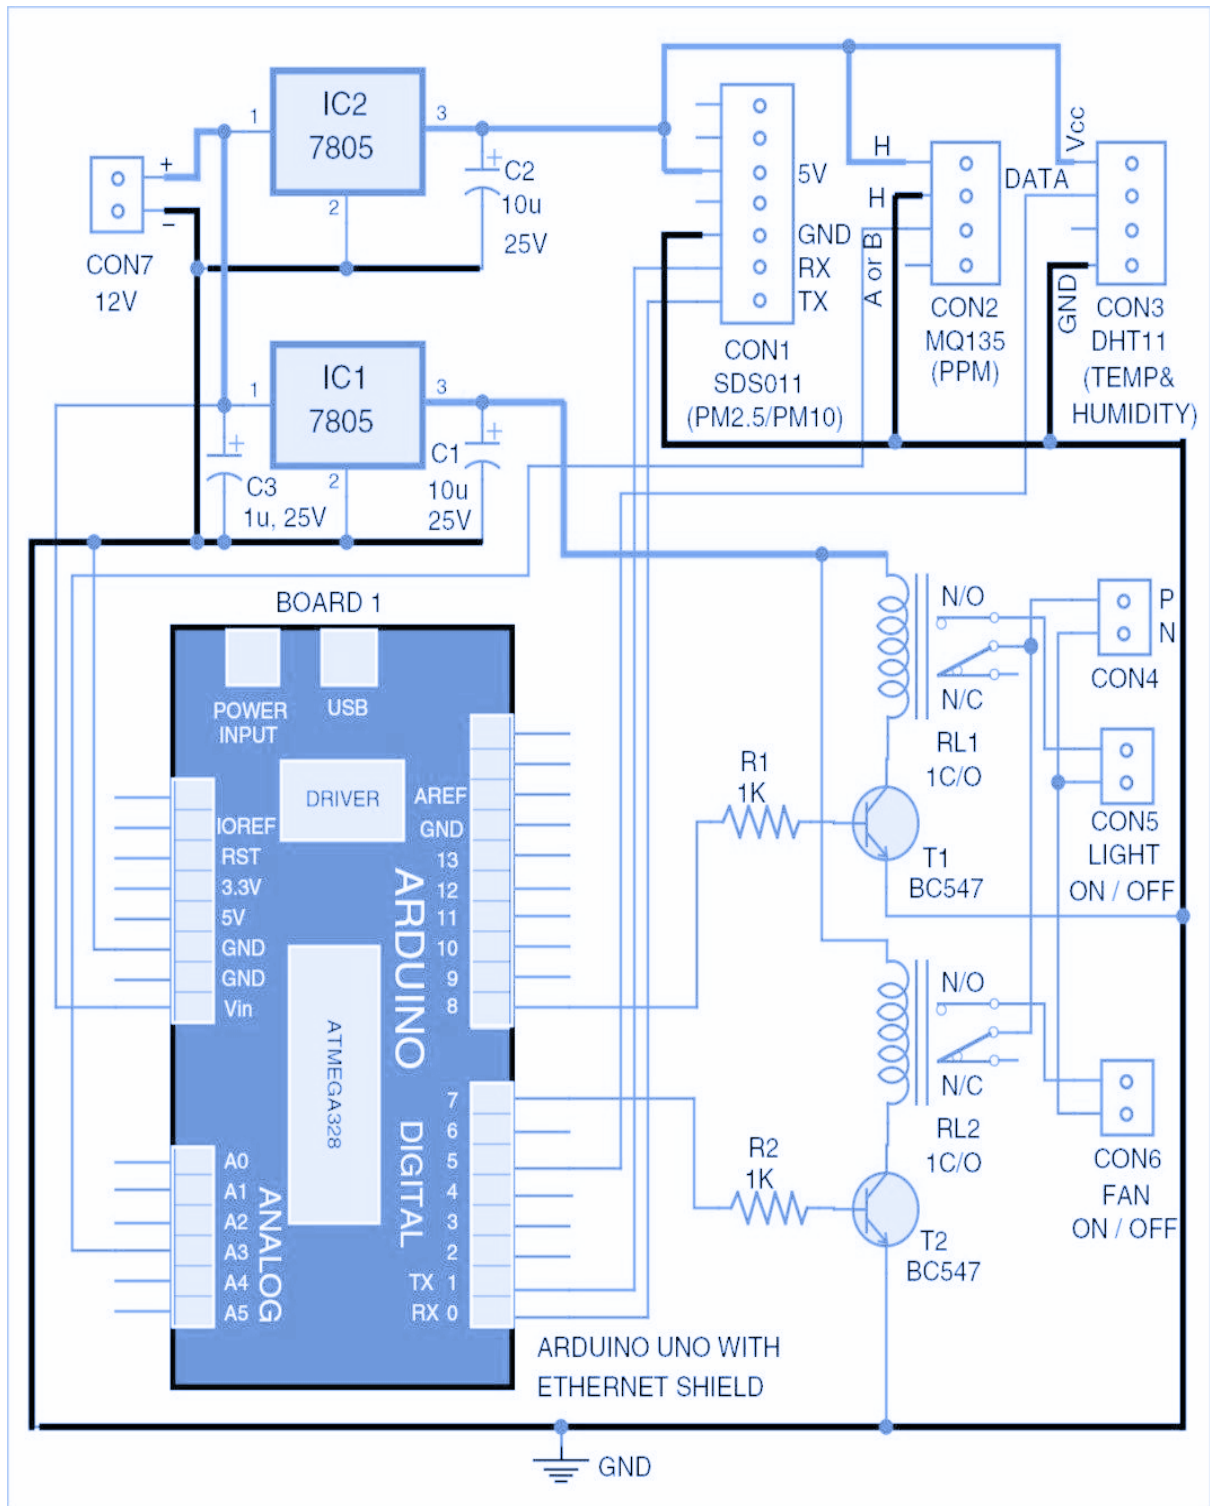 IC2
7805
1
3
2
+
−
CON7
12V
+
C2
10u
25V
5V
GND
RX
TX
CON1
SDS011
(PM2.5/PM10)
H
H
A or B
CON2
MQ135
(PPM)
Vcc
DATA
GND
CON3
DHT11
(TEMP&
HUMIDITY)
IC1
7805
1
3
2
+
C3
1u, 25V
+
C1
10u
25V
BOARD 1
POWER
INPUT
USB
DRIVER
IOREF
RST
3.3V
5V
GND
GND
Vin
AREF
GND
13
12
11
10
9
8
ARDUINO
ATMEGA328
7
6
5
4
3
2
TX 1
RX 0
DIGITAL
A0
A1
A2
A3
A4
A5
ANALOG
ARDUINO UNO WITH
ETHERNET SHIELD
R1
1K
T1
BC547
N/O
N/C
RL1
1C/O
P
N
CON4
CON5
LIGHT
ON / OFF
R2
1K
T2
BC547
N/O
N/C
RL2
1C/O
CON6
FAN
ON / OFF
GND